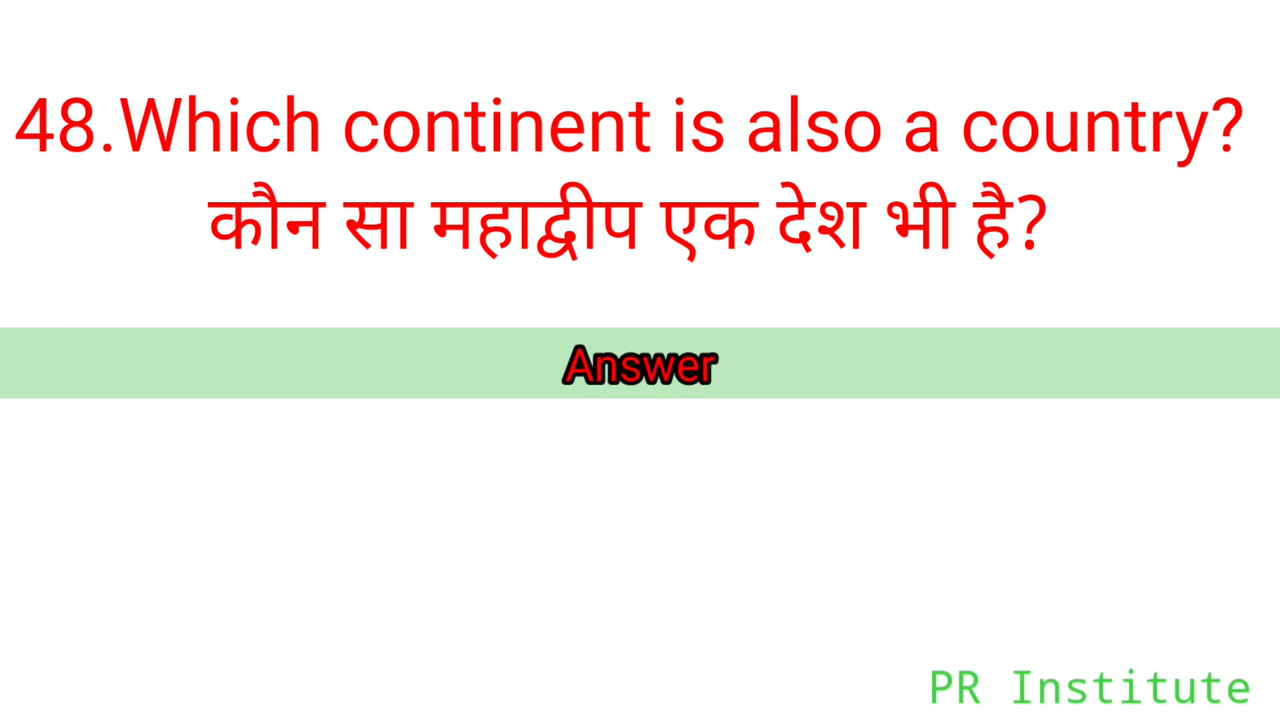 48.Which continent is also a country?
कौन सा महाद्वीप एक देश भी है?
Answer
PR Institute